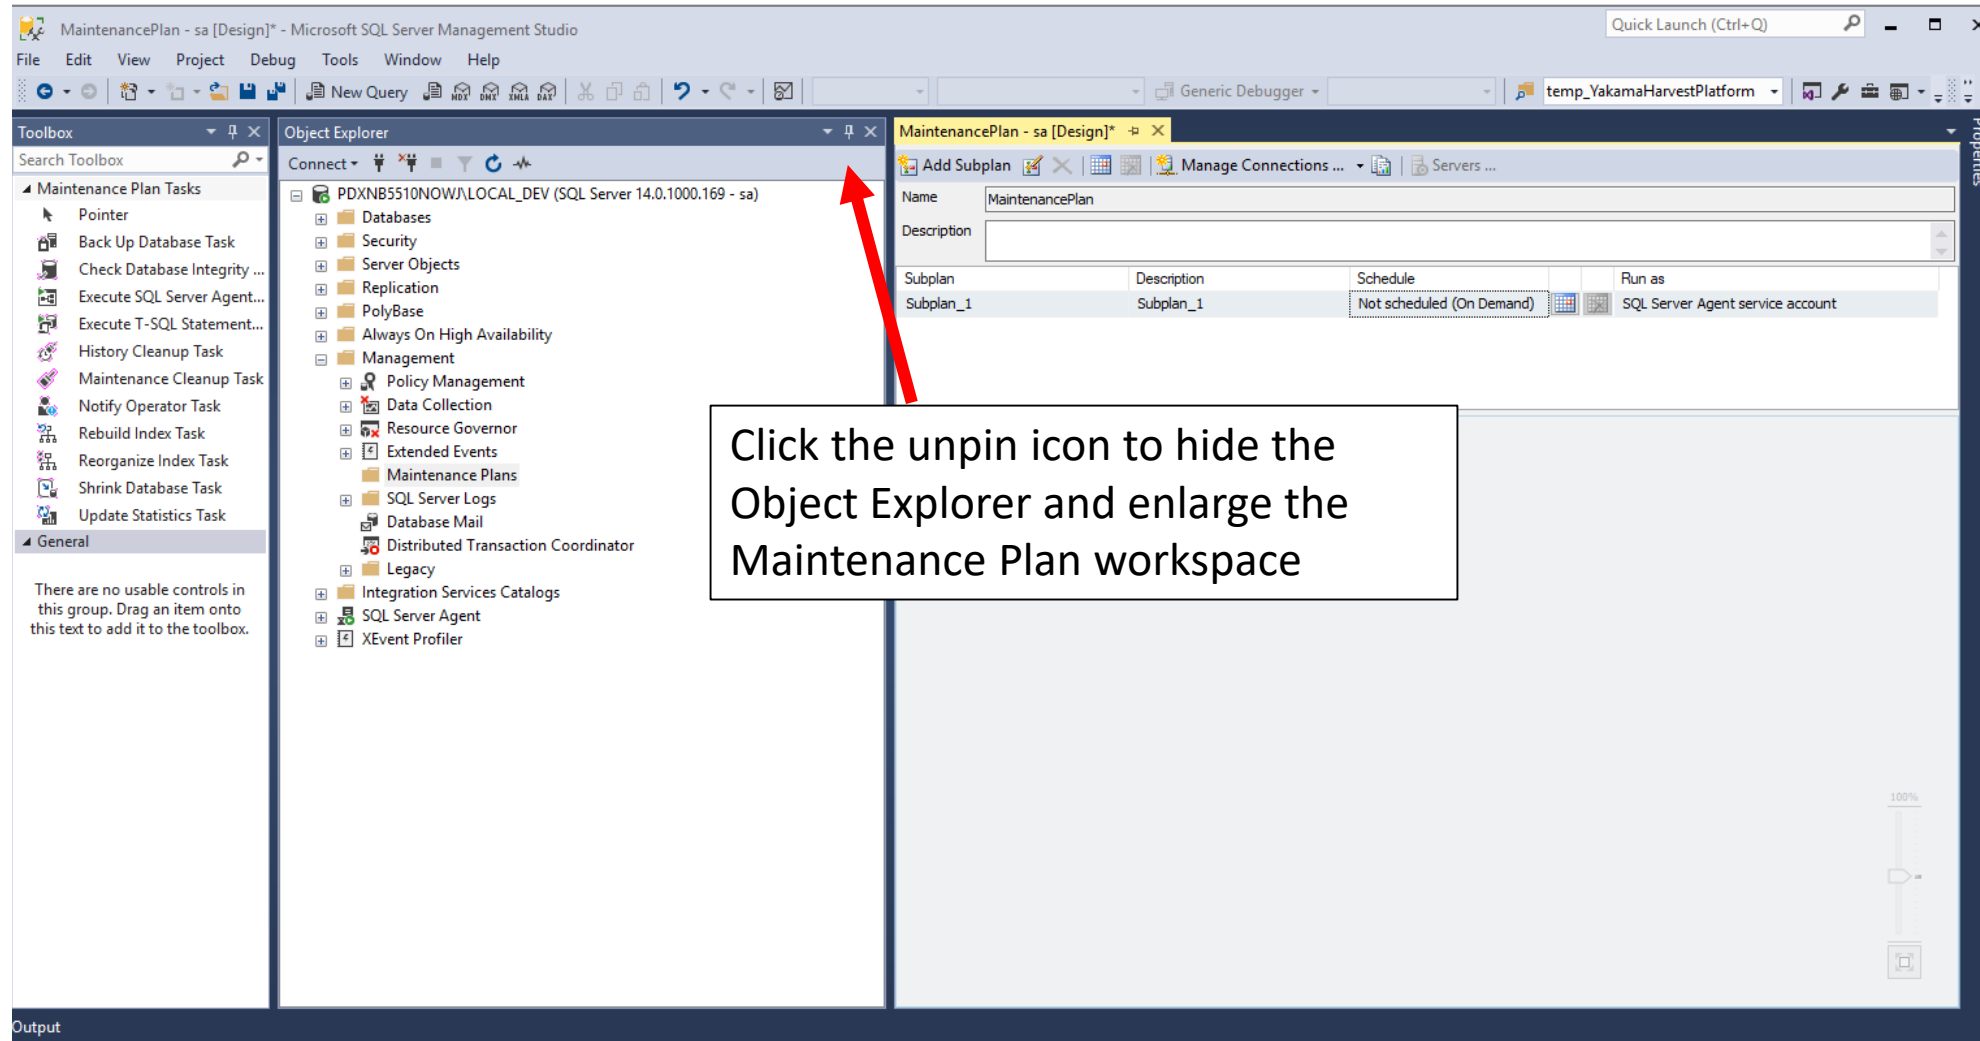 MaintenancePlan - sa [Design]* - Microsoft SQL Server Management Studio
Quick Launch (Ctrl+Q)
File Edit View Project Debug Tools Window Help
New Query MDX DMX XMLA DAX Generic Debugger temp_YakamaHarvestPlatform
Toolbox
Search Toolbox
Maintenance Plan Tasks
Pointer
Back Up Database Task
Check Database Integrity ...
Execute SQL Server Agent...
Execute T-SQL Statement...
History Cleanup Task
Maintenance Cleanup Task
Notify Operator Task
Rebuild Index Task
Reorganize Index Task
Shrink Database Task
Update Statistics Task
General
There are no usable controls in
this group. Drag an item onto
this text to add it to the toolbox.
Object Explorer
Connect
PDXNB5510NOWJ\LOCAL_DEV (SQL Server 14.0.1000.169 - sa)
Databases
Security
Server Objects
Replication
PolyBase
Always On High Availability
Management
Policy Management
Data Collection
Resource Governor
Extended Events
Maintenance Plans
SQL Server Logs
Database Mail
Distributed Transaction Coordinator
Legacy
Integration Services Catalogs
SQL Server Agent
XEvent Profiler
MaintenancePlan - sa [Design]*
Add Subplan Manage Connections ... Servers ...
Name MaintenancePlan
Description
Subplan Description Schedule Run as
Subplan_1 Subplan_1 Not scheduled (On Demand) SQL Server Agent service account
Click the unpin icon to hide the
Object Explorer and enlarge the
Maintenance Plan workspace
100%
Properties
Output